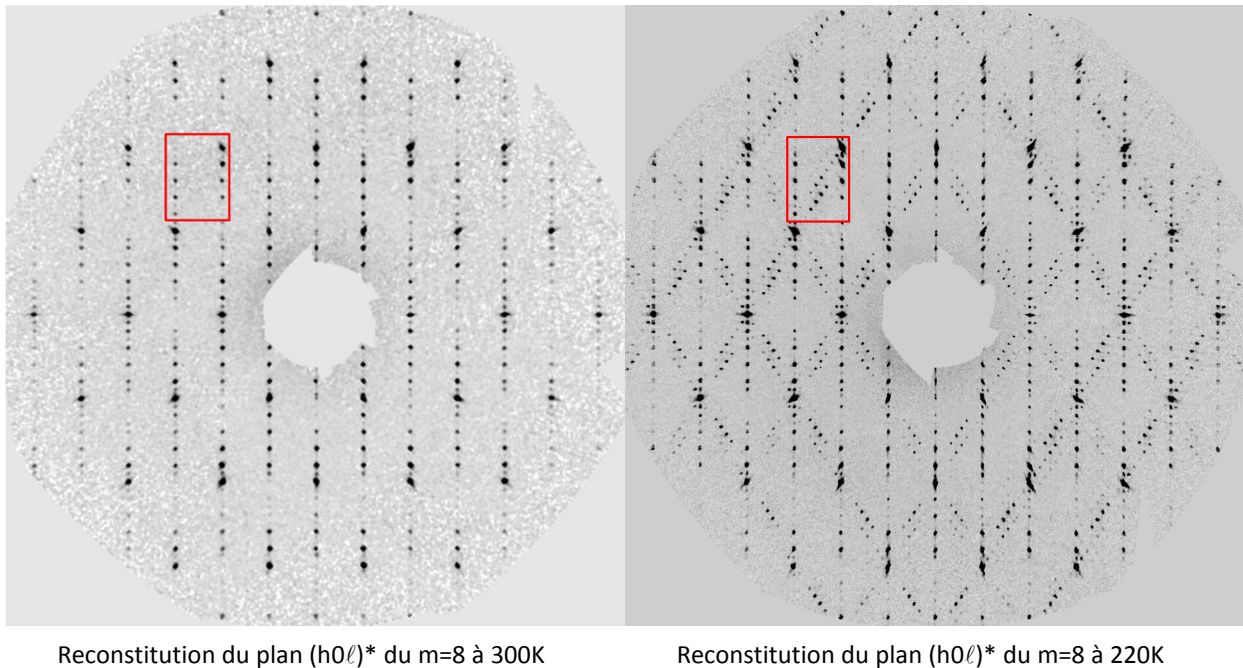 Reconstitution du plan (h0ℓ)* du m=8 à 300K
Reconstitution du plan (h0ℓ)* du m=8 à 220K